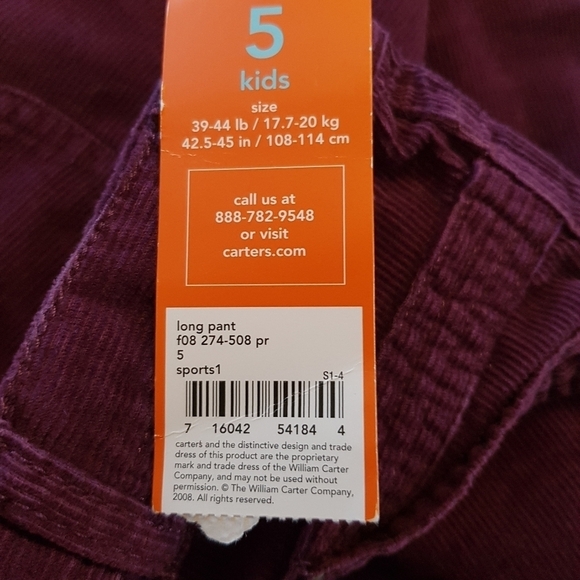 5
kids
size
39-44 lb / 17.7-20 kg
42.5-45 in / 108-114 cm
call us at
888-782-9548
or visit
carters.com
long pant
f08 274-508 pr
5
sports1
S1-4
7 16042 54184 4
carter's and the distinctive design and trade
dress of this product are the proprietary
mark and trade dress of the William Carter
Company, and may not be used without
permission. © The William Carter Company,
2008. All rights reserved.